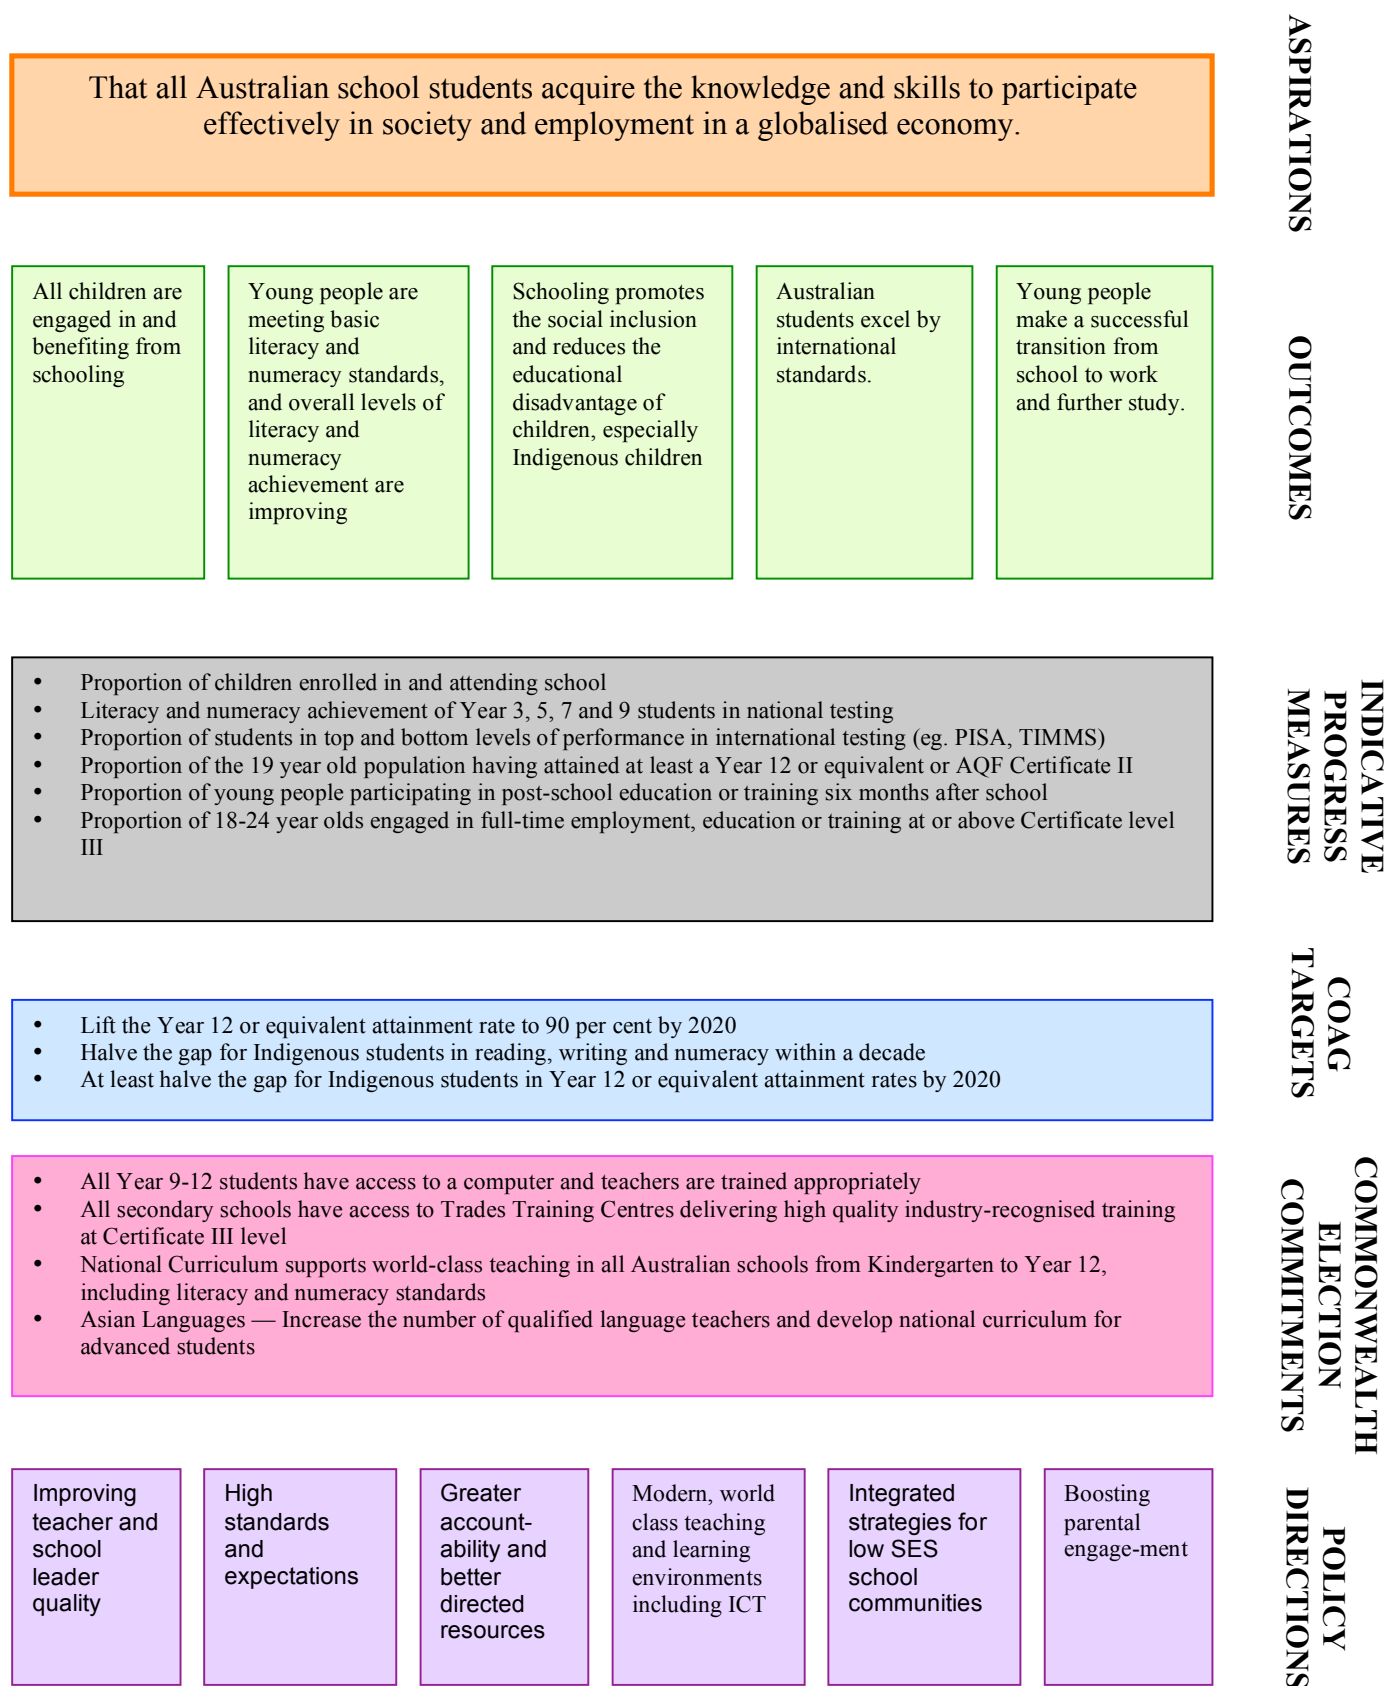 ASPIRATIONS
That all Australian school students acquire the knowledge and skills to participate
effectively in society and employment in a globalised economy.
OUTCOMES
All children are
engaged in and
benefiting from
schooling
Young people are
meeting basic
literacy and
numeracy standards,
and overall levels of
literacy and
numeracy
achievement are
improving
Schooling promotes
the social inclusion
and reduces the
educational
disadvantage of
children, especially
Indigenous children
Australian
students excel by
international
standards.
Young people
make a successful
transition from
school to work
and further study.
INDICATIVE
PROGRESS
MEASURES
• Proportion of children enrolled in and attending school
• Literacy and numeracy achievement of Year 3, 5, 7 and 9 students in national testing
• Proportion of students in top and bottom levels of performance in international testing (eg. PISA, TIMMS)
• Proportion of the 19 year old population having attained at least a Year 12 or equivalent or AQF Certificate II
• Proportion of young people participating in post-school education or training six months after school
• Proportion of 18-24 year olds engaged in full-time employment, education or training at or above Certificate level
III
COAG
TARGETS
• Lift the Year 12 or equivalent attainment rate to 90 per cent by 2020
• Halve the gap for Indigenous students in reading, writing and numeracy within a decade
• At least halve the gap for Indigenous students in Year 12 or equivalent attainment rates by 2020
COMMONWEALTH
ELECTION
COMMITMENTS
• All Year 9-12 students have access to a computer and teachers are trained appropriately
• All secondary schools have access to Trades Training Centres delivering high quality industry-recognised training
at Certificate III level
• National Curriculum supports world-class teaching in all Australian schools from Kindergarten to Year 12,
including literacy and numeracy standards
• Asian Languages — Increase the number of qualified language teachers and develop national curriculum for
advanced students
POLICY
DIRECTIONS
Improving
teacher and
school
leader
quality
High
standards
and
expectations
Greater
account-
ability and
better
directed
resources
Modern, world
class teaching
and learning
environments
including ICT
Integrated
strategies for
low SES
school
communities
Boosting
parental
engage-ment